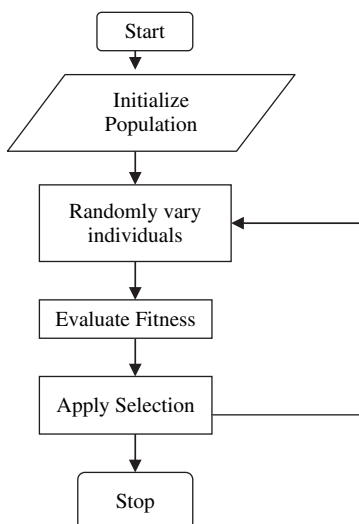 Start
Initialize
Population
Randomly vary
individuals
Evaluate Fitness
Apply Selection
Stop